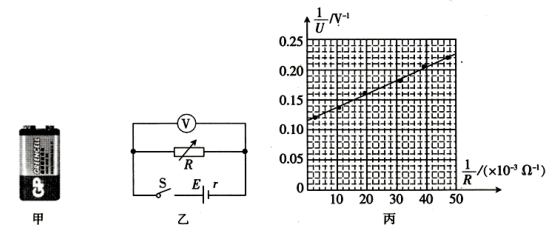 GP
GREENCELL
甲
V
R
S
E
r
乙
1/U /V⁻¹
0.25
0.20
0.15
0.10
0.05
0
10 20 30 40 50
1/R /(×10⁻³ Ω⁻¹)
丙